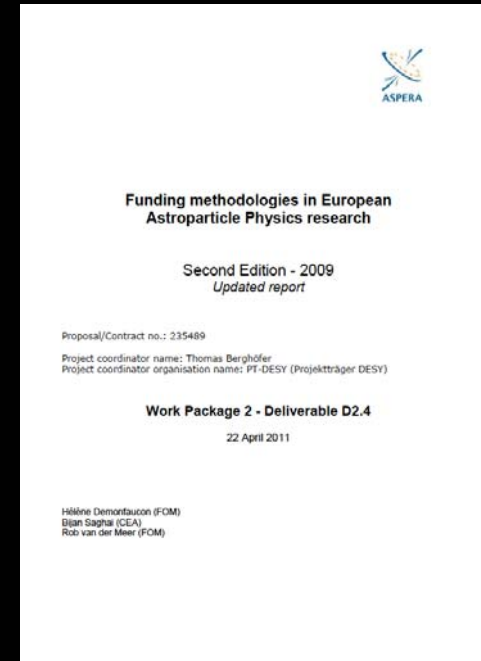 ASPERA
Funding methodologies in European
Astroparticle Physics research
Second Edition - 2009
Updated report
Proposal/Contract no.: 235489
Project coordinator name: Thomas Berghöfer
Project coordinator organisation name: PT-DESY (Projektträger DESY)
Work Package 2 - Deliverable D2.4
22 April 2011
Hélène Demonfaucon (FOM)
Bijan Saghai (CEA)
Rob van der Meer (FOM)